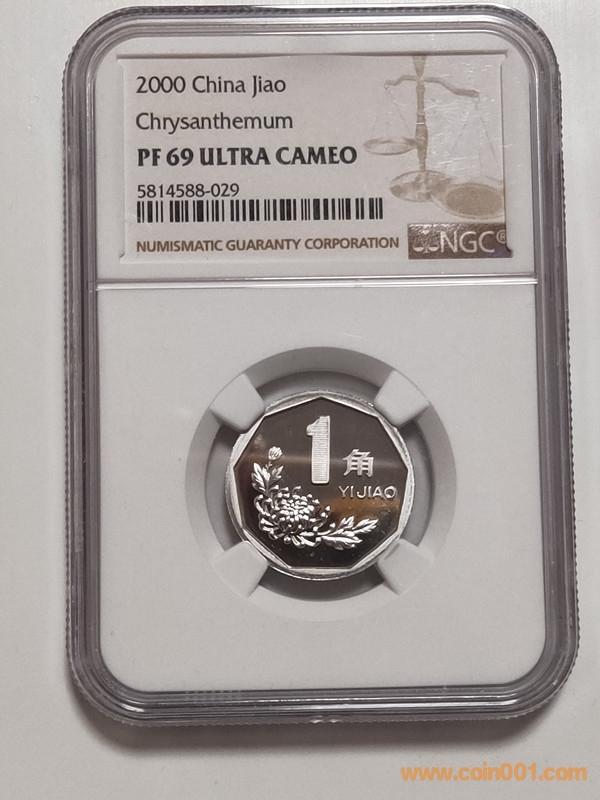 2000 China Jiao
Chrysanthemum
PF 69 ULTRA CAMEO
5814588-029
NUMISMATIC GUARANTY CORPORATION
NGC®
1角
YI JIAO
www.coin001.com